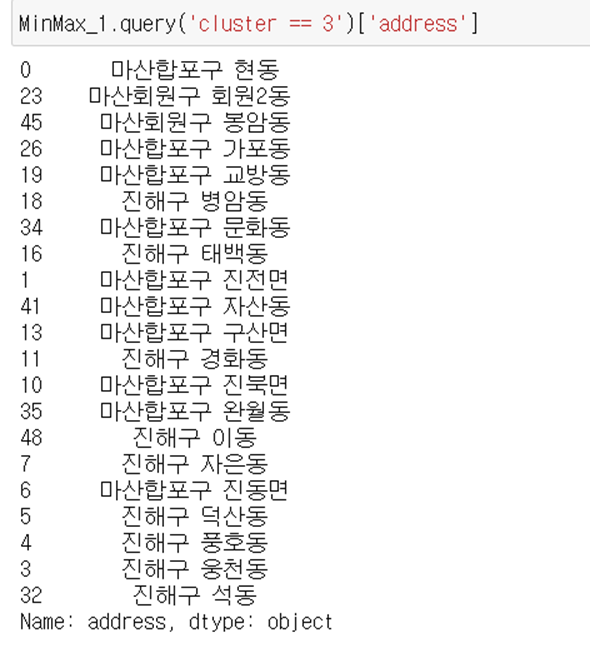 MinMax_1.query('cluster == 3')['address']
0 마산합포구 현동
23 마산회원구 회원2동
45 마산회원구 봉암동
26 마산합포구 가포동
19 마산합포구 교방동
18 진해구 병암동
34 마산합포구 문화동
16 진해구 태백동
1 마산합포구 진전면
41 마산합포구 자산동
13 마산합포구 구산면
11 진해구 경화동
10 마산합포구 진북면
35 마산합포구 완월동
48 진해구 이동
7 진해구 자은동
6 마산합포구 진동면
5 진해구 덕산동
4 진해구 풍호동
3 진해구 웅천동
32 진해구 석동
Name: address, dtype: object